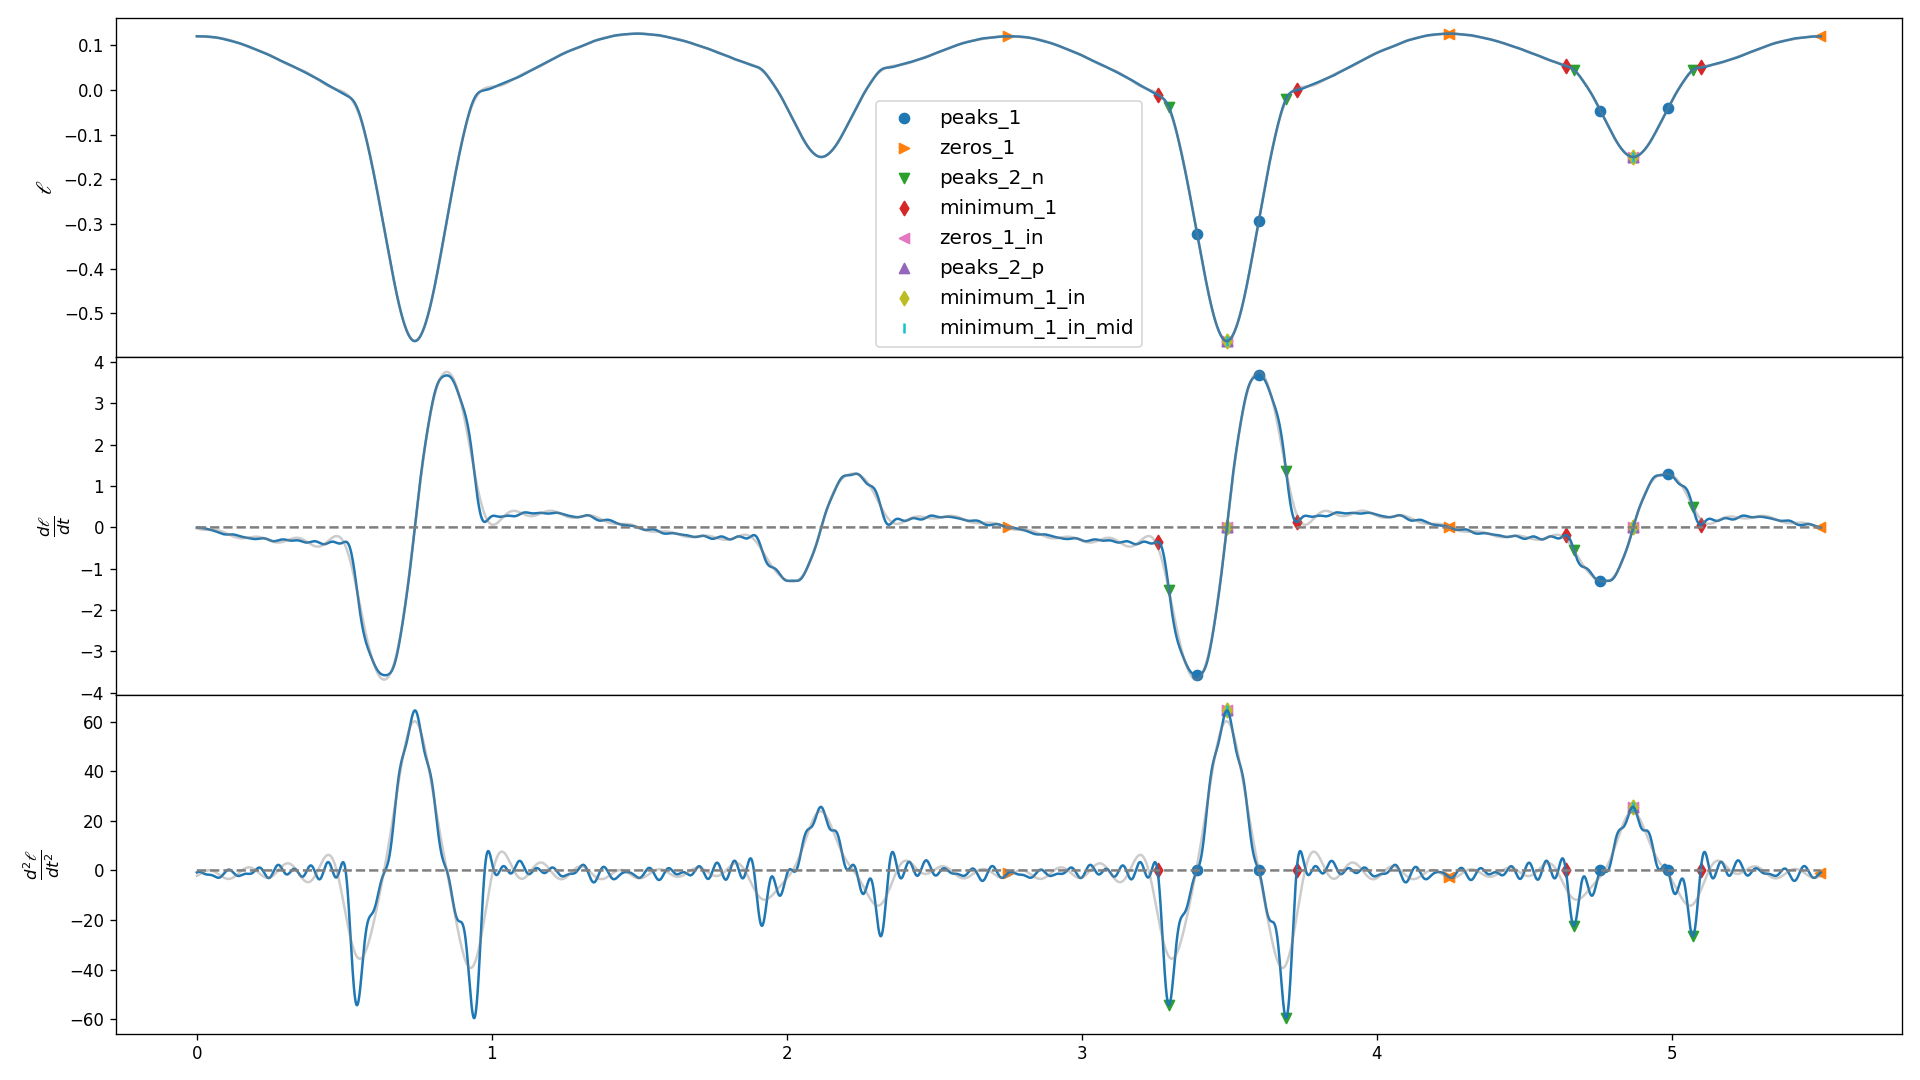 0.1
0.0
−0.1
−0.2
−0.3
−0.4
−0.5
ℓ
peaks_1
zeros_1
peaks_2_n
minimum_1
zeros_1_in
peaks_2_p
minimum_1_in
minimum_1_in_mid
4
3
2
1
0
−1
−2
−3
−4
dℓ
dt
60
40
20
0
−20
−40
−60
d²ℓ
dt²
0 1 2 3 4 5